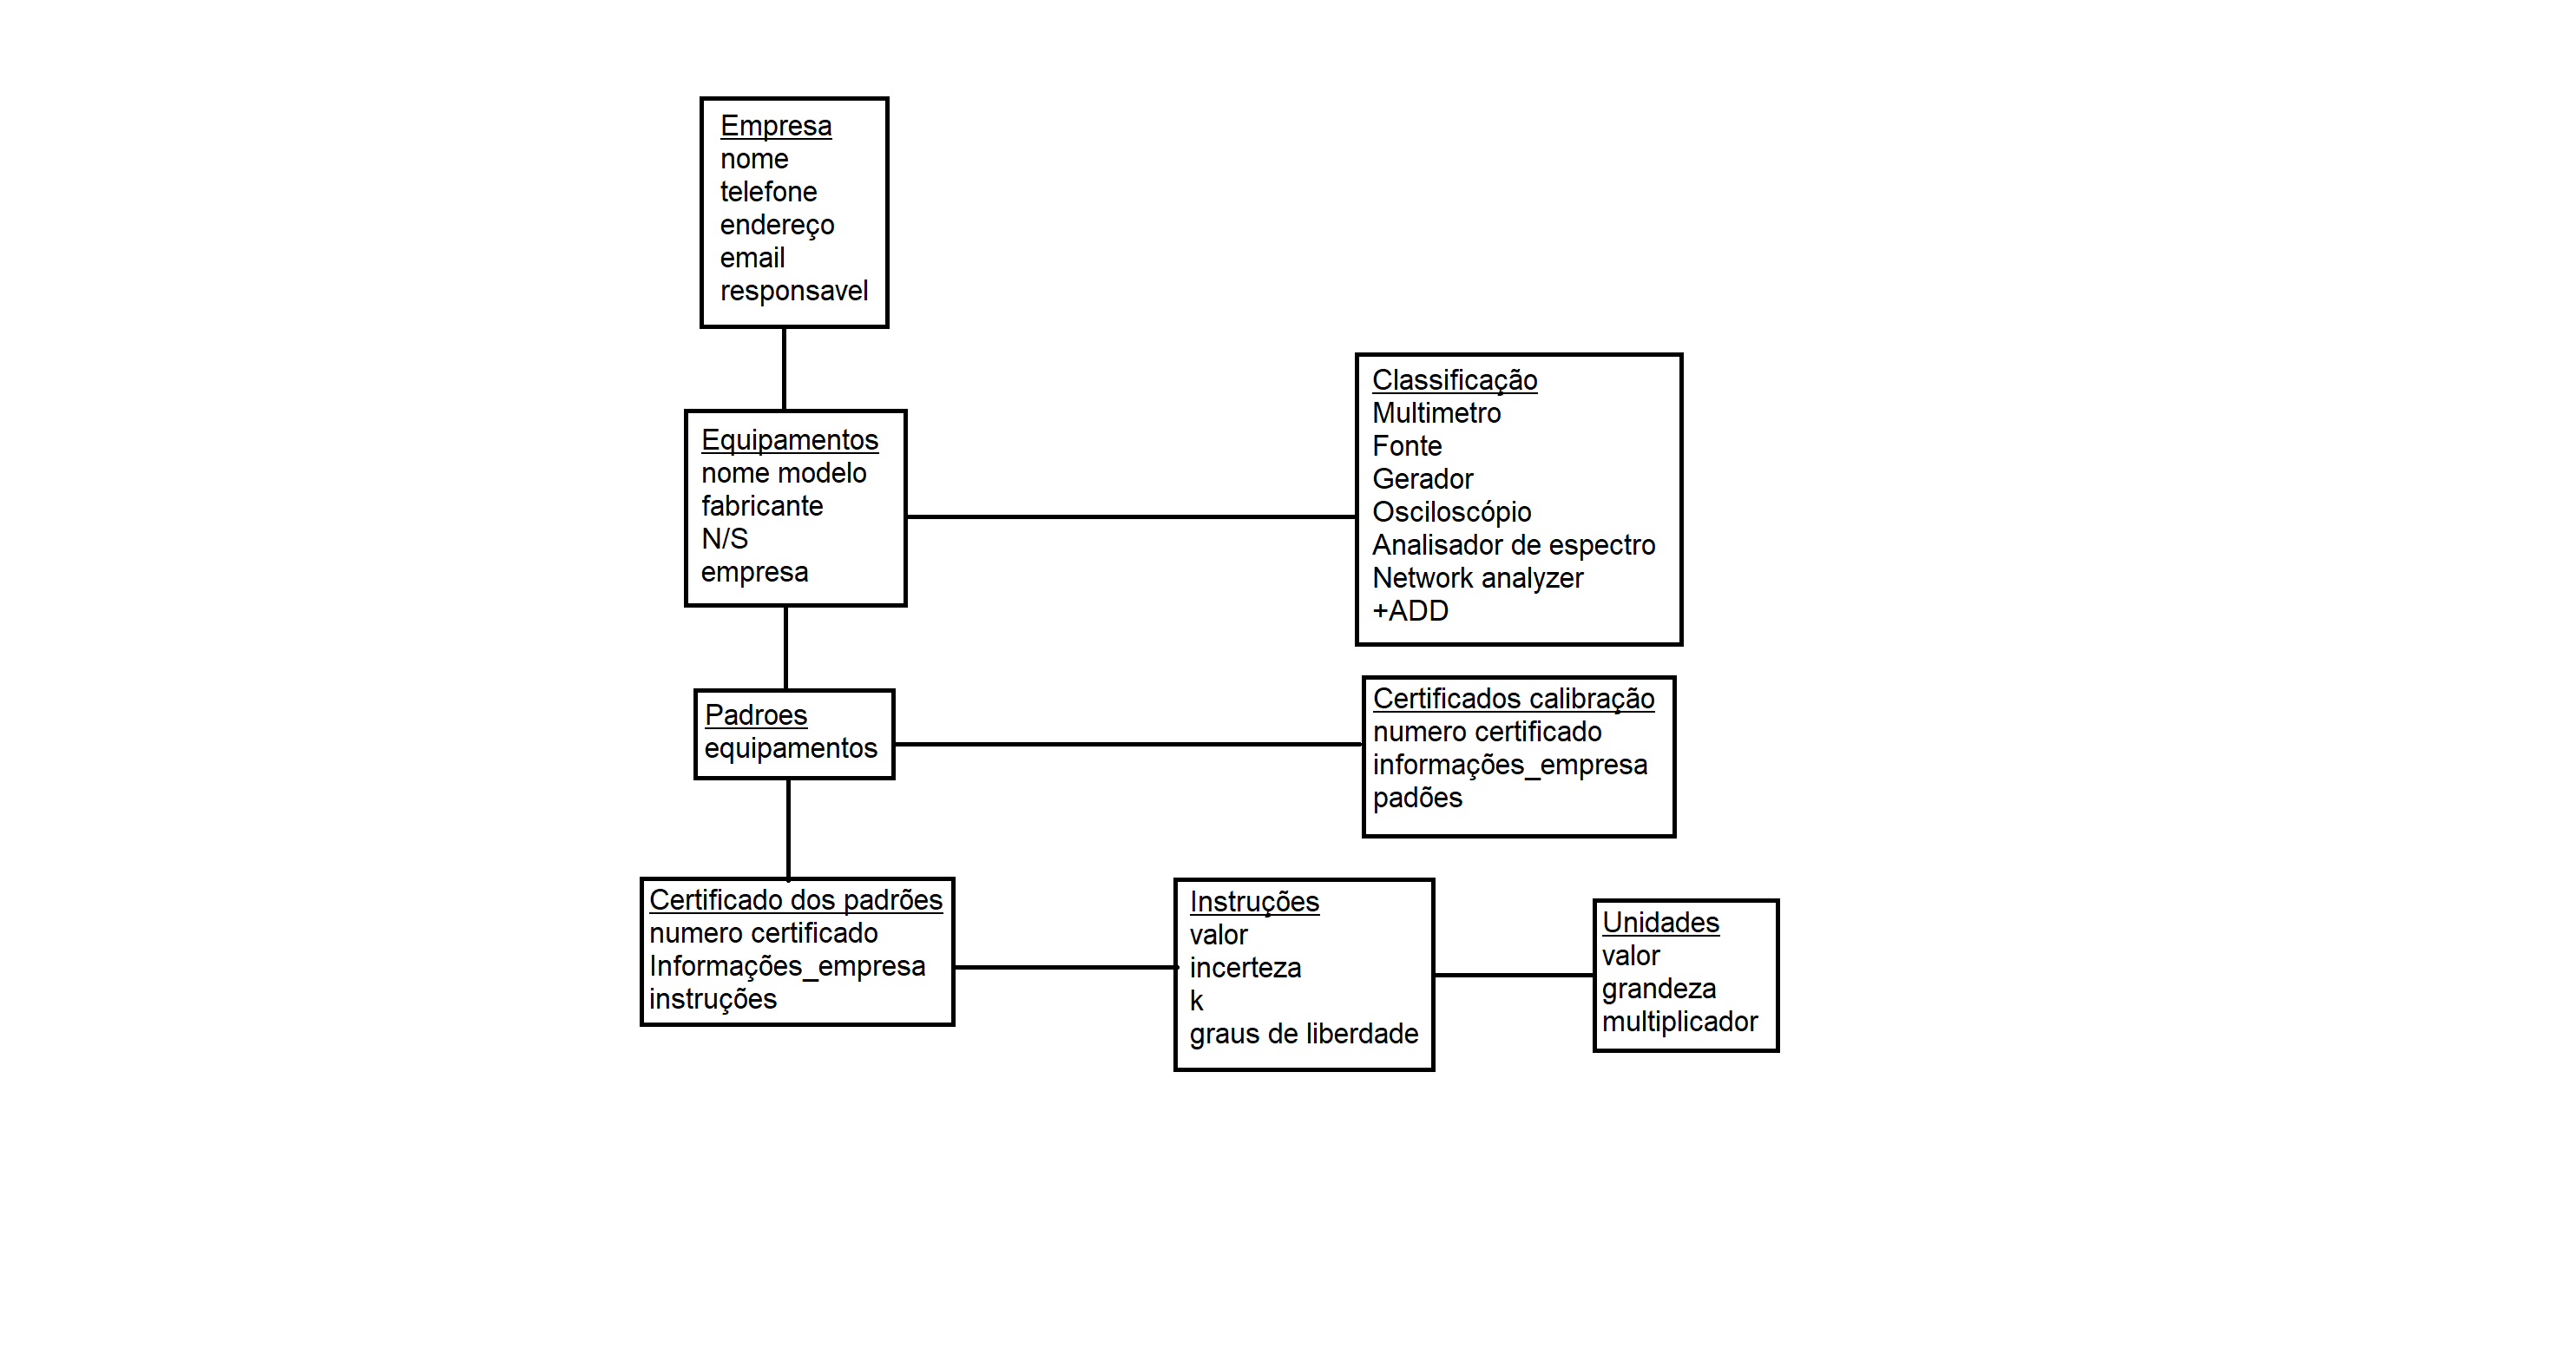 Empresa
nome
telefone
endereço
email
responsavel
Equipamentos
nome modelo
fabricante
N/S
empresa
Classificação
Multimetro
Fonte
Gerador
Osciloscópio
Analisador de espectro
Network analyzer
+ADD
Padroes
equipamentos
Certificados calibração
numero certificado
informações_empresa
padões
Certificado dos padrões
numero certificado
Informações_empresa
instruções
Instruções
valor
incerteza
k
graus de liberdade
Unidades
valor
grandeza
multiplicador